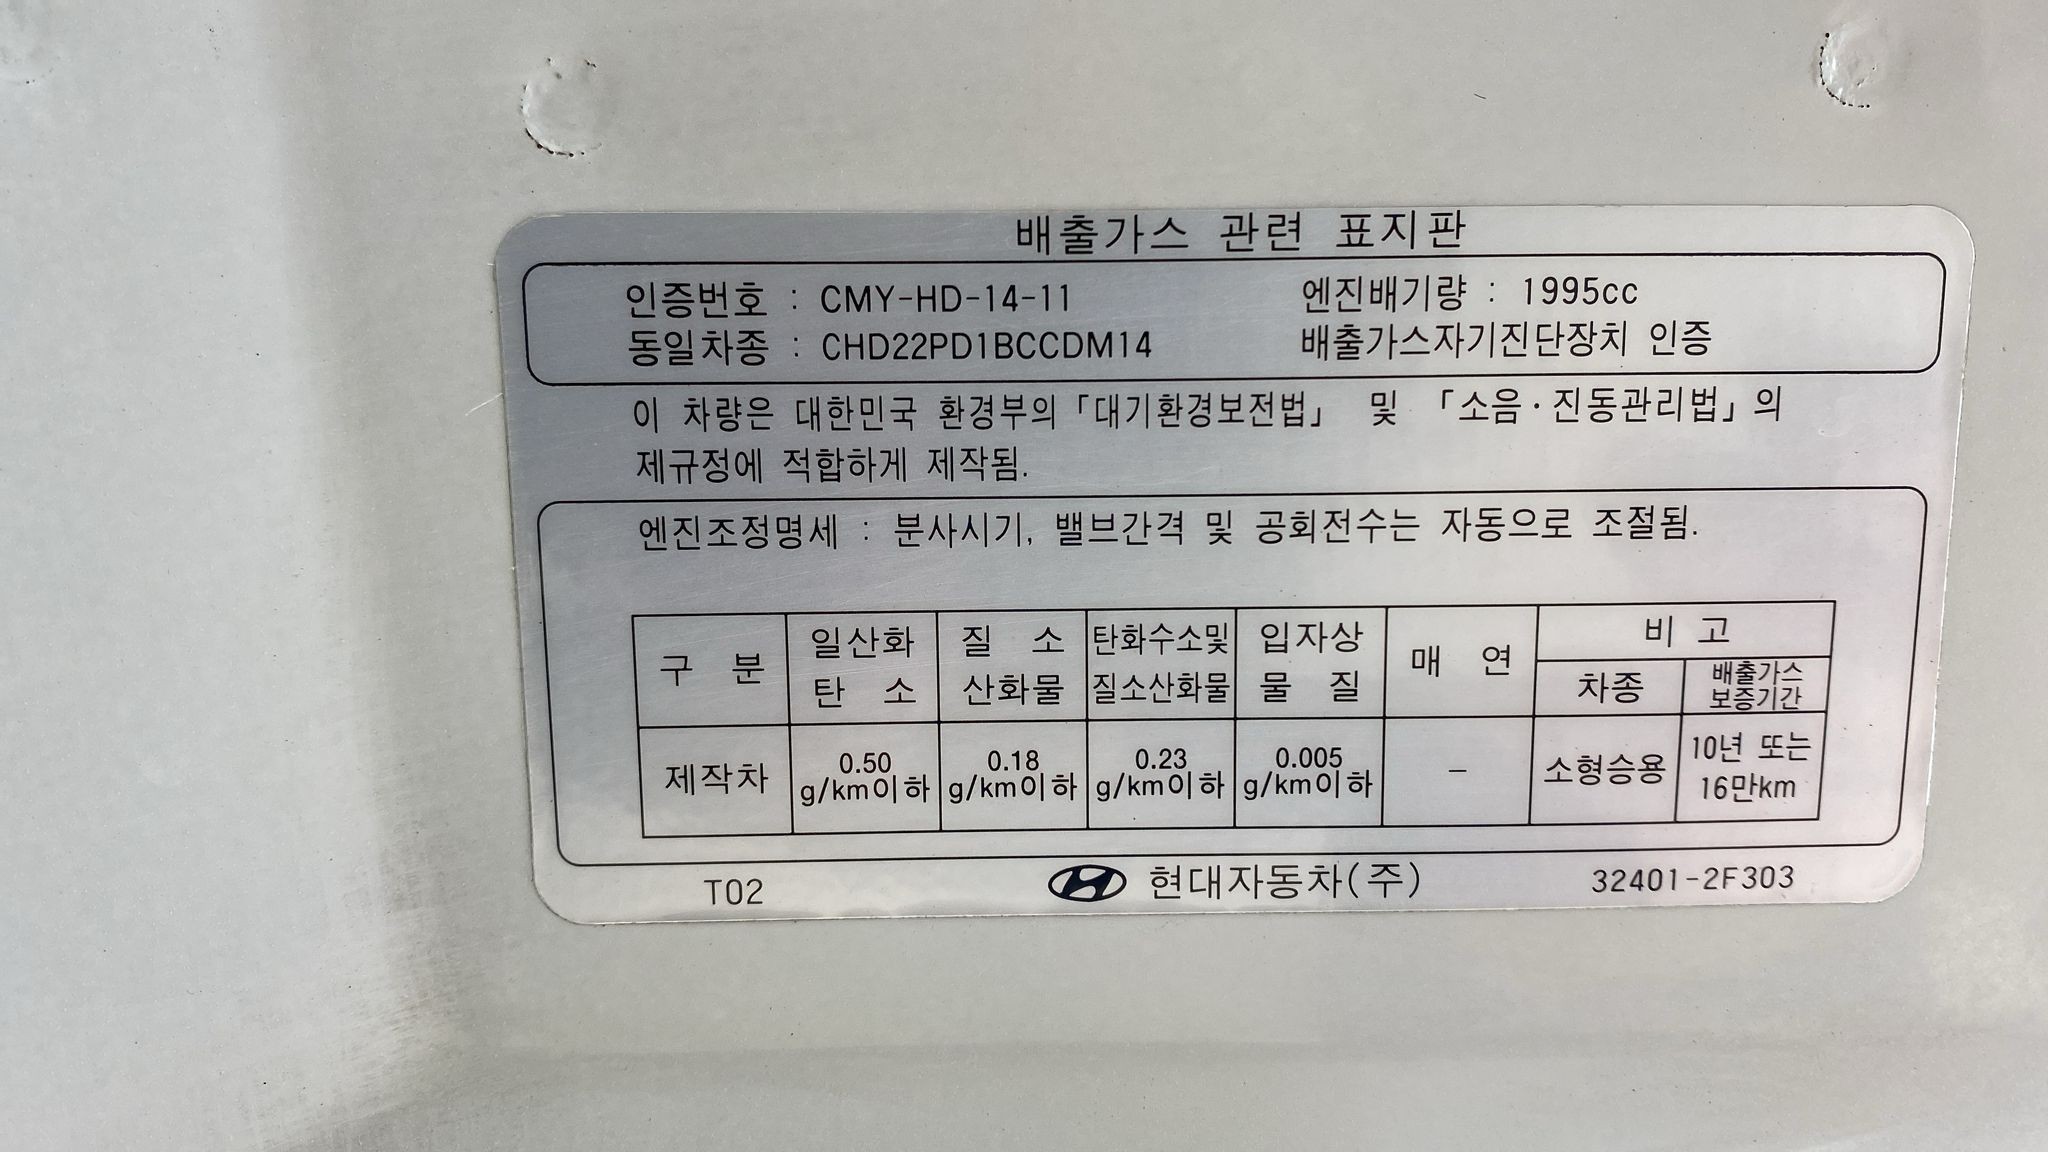 배출가스 관련 표지판
인증번호 : CMY-HD-14-11 엔진배기량 : 1995cc
동일차종 : CHD22PD1BCCDM14 배출가스자기진단장치 인증
이 차량은 대한민국 환경부의 「대기환경보전법」 및 「소음·진동관리법」의
제규정에 적합하게 제작됨.
엔진조정명세 : 분사시기, 밸브간격 및 공회전수는 자동으로 조절됨.
구 분 일산화 탄 소 질 소 산화물 탄화수소및 질소산화물 입자상 물 질 매 연 비 고
차종 배출가스 보증기간
제작차 0.50 g/km이하 0.18 g/km이하 0.23 g/km이하 0.005 g/km이하 - 소형승용 10년 또는 16만km
T02 현대자동차(주) 32401-2F303